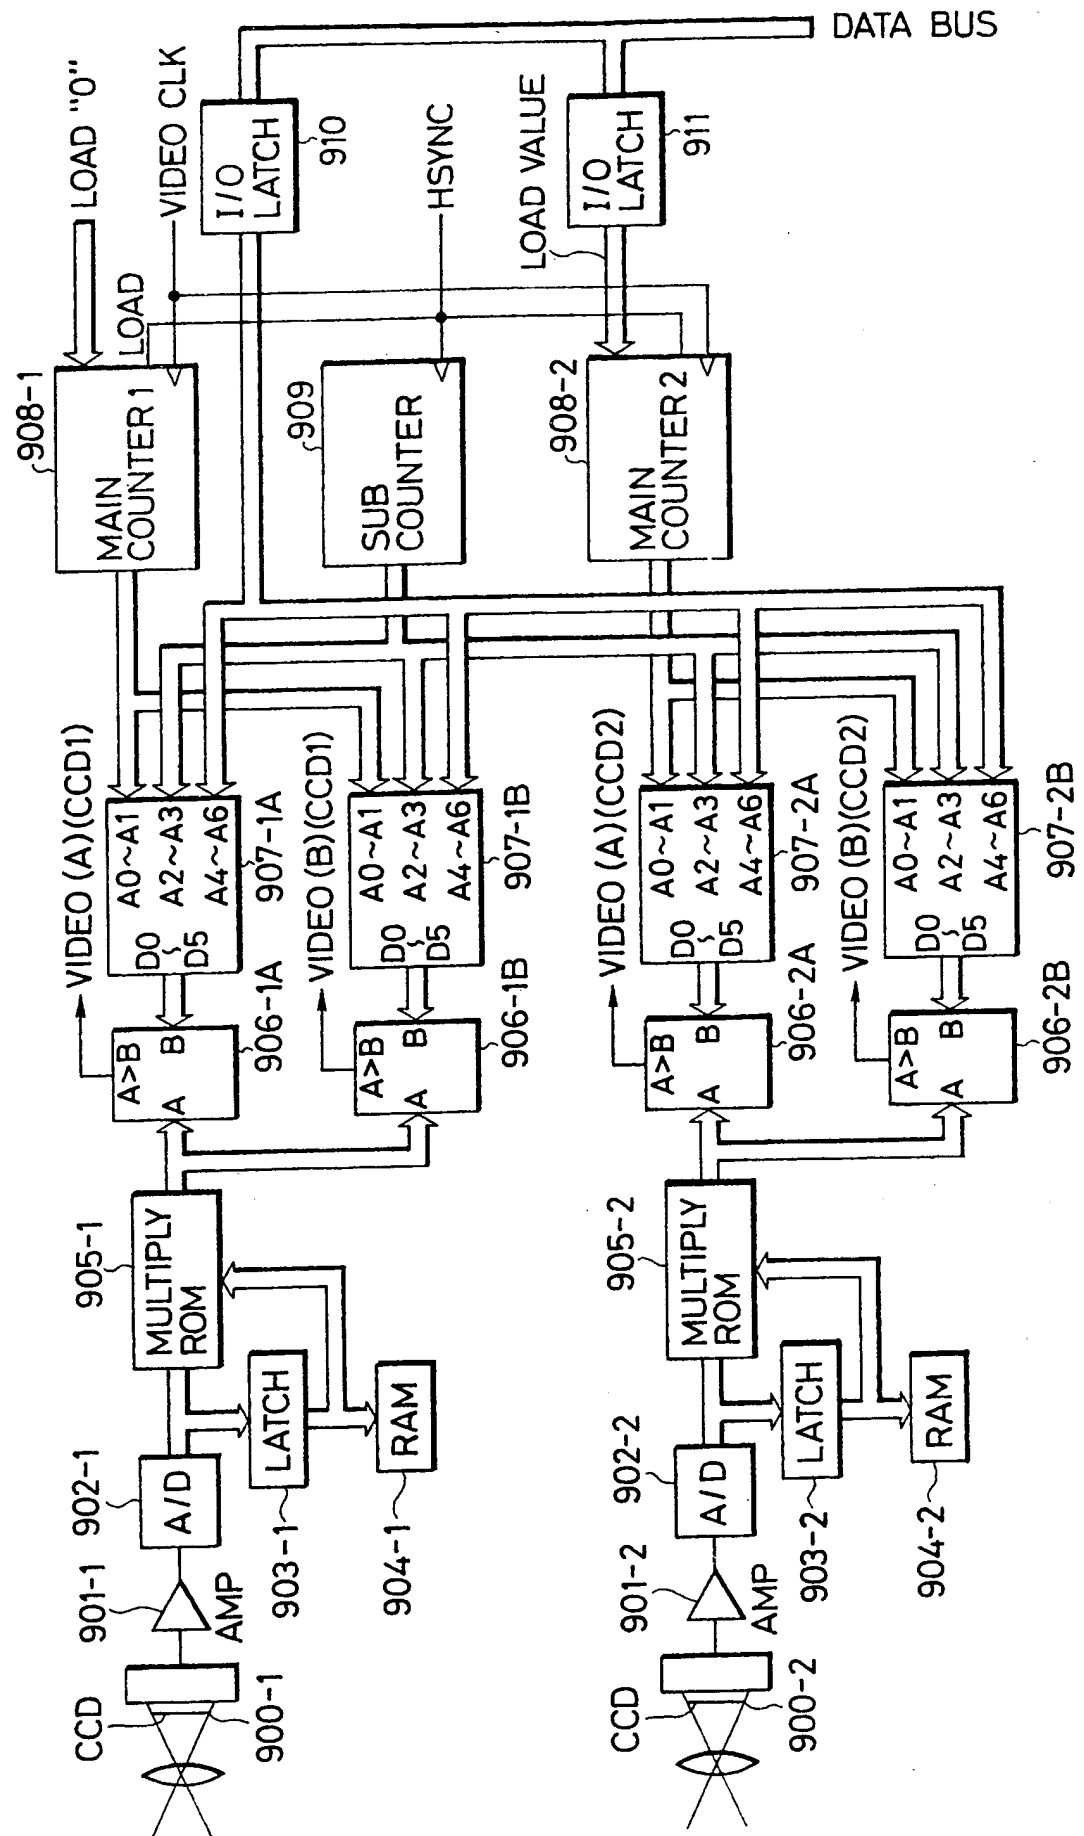 CCD
900-1
901-1
AMP
902-1
A/D
903-1
LATCH
904-1
RAM
905-1
MULTIPLY
ROM
VIDEO (A)(CCD1)
A>B
A
B
906-1A
D0
~
D5
A0~A1
A2~A3
A4~A6
907-1A
VIDEO (B)(CCD1)
A>B
A
B
906-1B
D0
~
D5
A0~A1
A2~A3
A4~A6
907-1B
908-1
MAIN
COUNTER 1
LOAD
LOAD "0"
VIDEO CLK
I/O
LATCH
910
909
SUB
COUNTER
HSYNC
908-2
MAIN
COUNTER 2
LOAD VALUE
I/O
LATCH
911
DATA BUS
CCD
900-2
901-2
AMP
902-2
A/D
903-2
LATCH
904-2
RAM
905-2
MULTIPLY
ROM
VIDEO (A)(CCD2)
A>B
A
B
906-2A
D0
~
D5
A0~A1
A2~A3
A4~A6
907-2A
VIDEO (B)(CCD2)
A>B
A
B
906-2B
D0
~
D5
A0~A1
A2~A3
A4~A6
907-2B